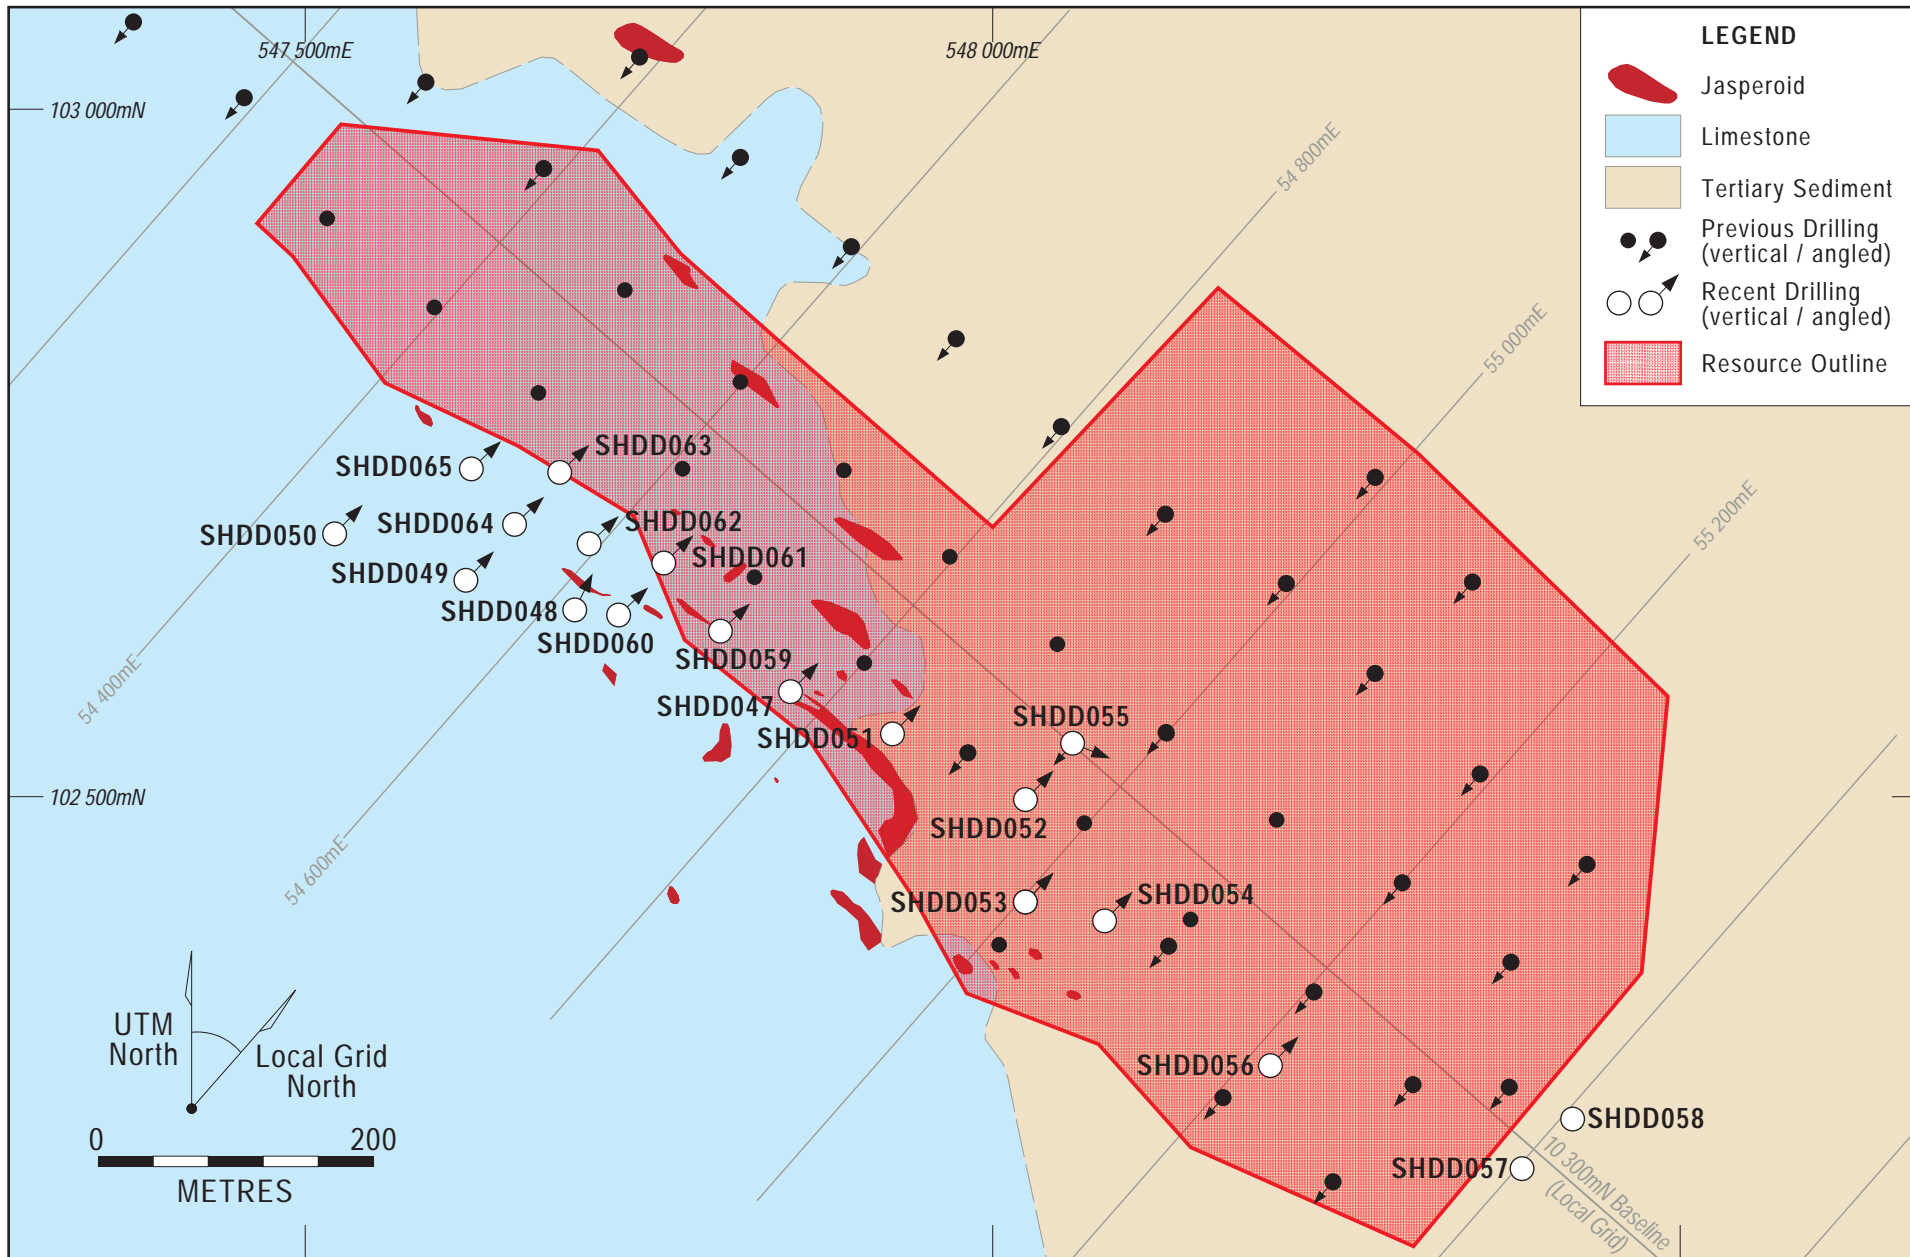 547 500mE
548 000mE
103 000mN
102 500mN
LEGEND
Jasperoid
Limestone
Tertiary Sediment
Previous Drilling
(vertical / angled)
Recent Drilling
(vertical / angled)
Resource Outline
54 800mE
55 000mE
55 200mE
54 400mE
54 600mE
SHDD063
SHDD065
SHDD062
SHDD064
SHDD050
SHDD061
SHDD049
SHDD048
SHDD060
SHDD059
SHDD047
SHDD051
SHDD055
SHDD052
SHDD053
SHDD054
SHDD056
SHDD058
SHDD057
10 300mN Baseline
(Local Grid)
UTM
North
Local Grid
North
0 200
METRES